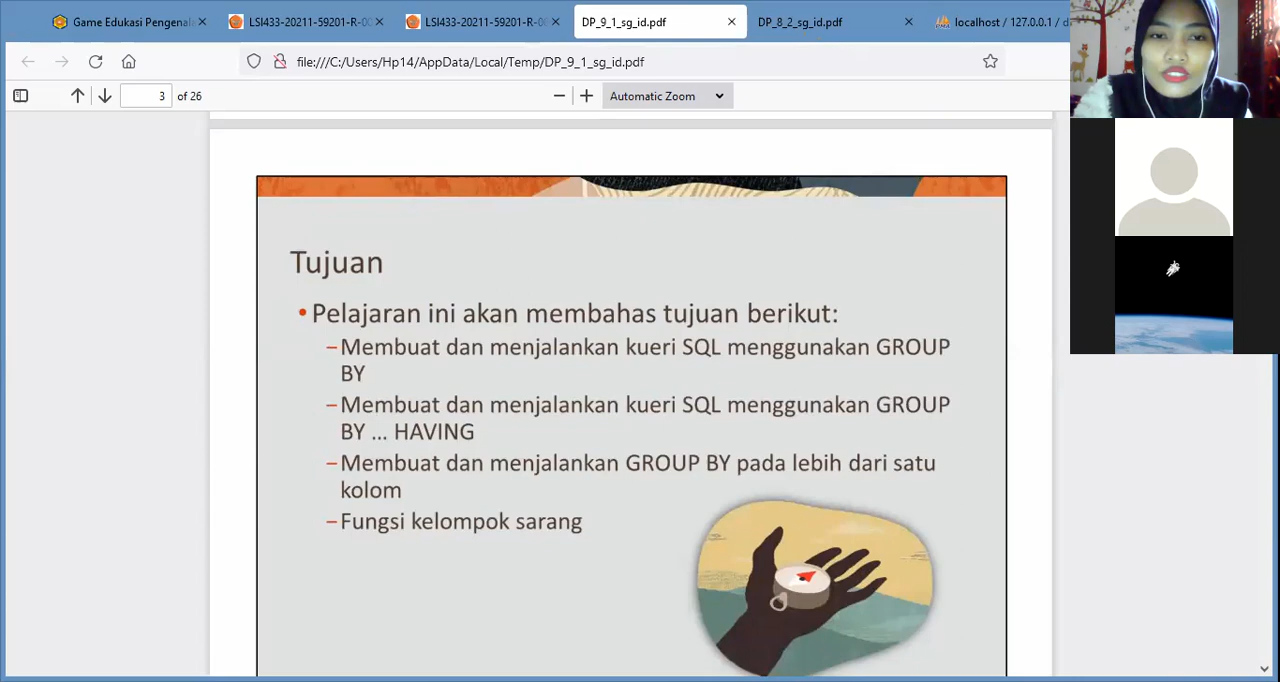 Game Edukasi Pengenal
LSI433-20211-59201-R-0
LSI433-20211-59201-R-0
DP_9_1_sg_id.pdf
DP_8_2_sg_id.pdf
localhost / 127.0.0.1 / d
file:///C:/Users/Hp14/AppData/Local/Temp/DP_9_1_sg_id.pdf
3 of 26
Automatic Zoom
Tujuan
•Pelajaran ini akan membahas tujuan berikut:
–Membuat dan menjalankan kueri SQL menggunakan GROUP
BY
–Membuat dan menjalankan kueri SQL menggunakan GROUP
BY ... HAVING
–Membuat dan menjalankan GROUP BY pada lebih dari satu
kolom
–Fungsi kelompok sarang